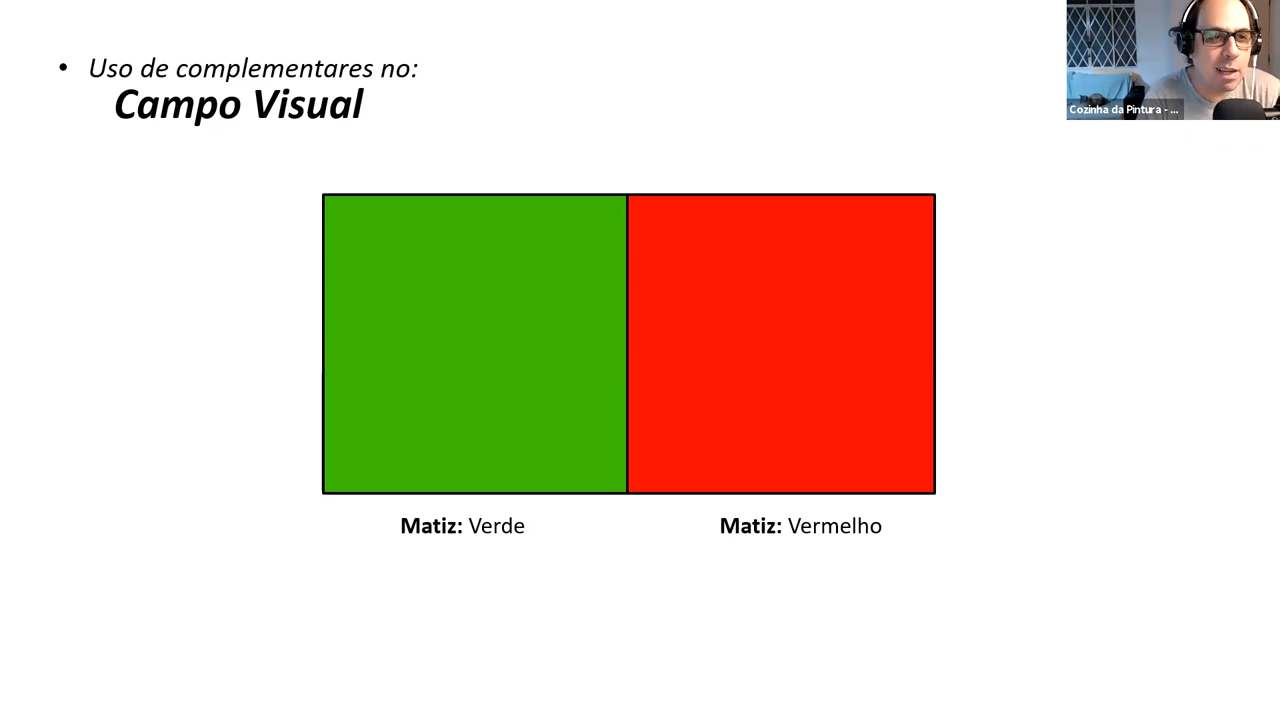 • Uso de complementares no:
Campo Visual
Cozinha da Pintura - ...
Matiz: Verde
Matiz: Vermelho